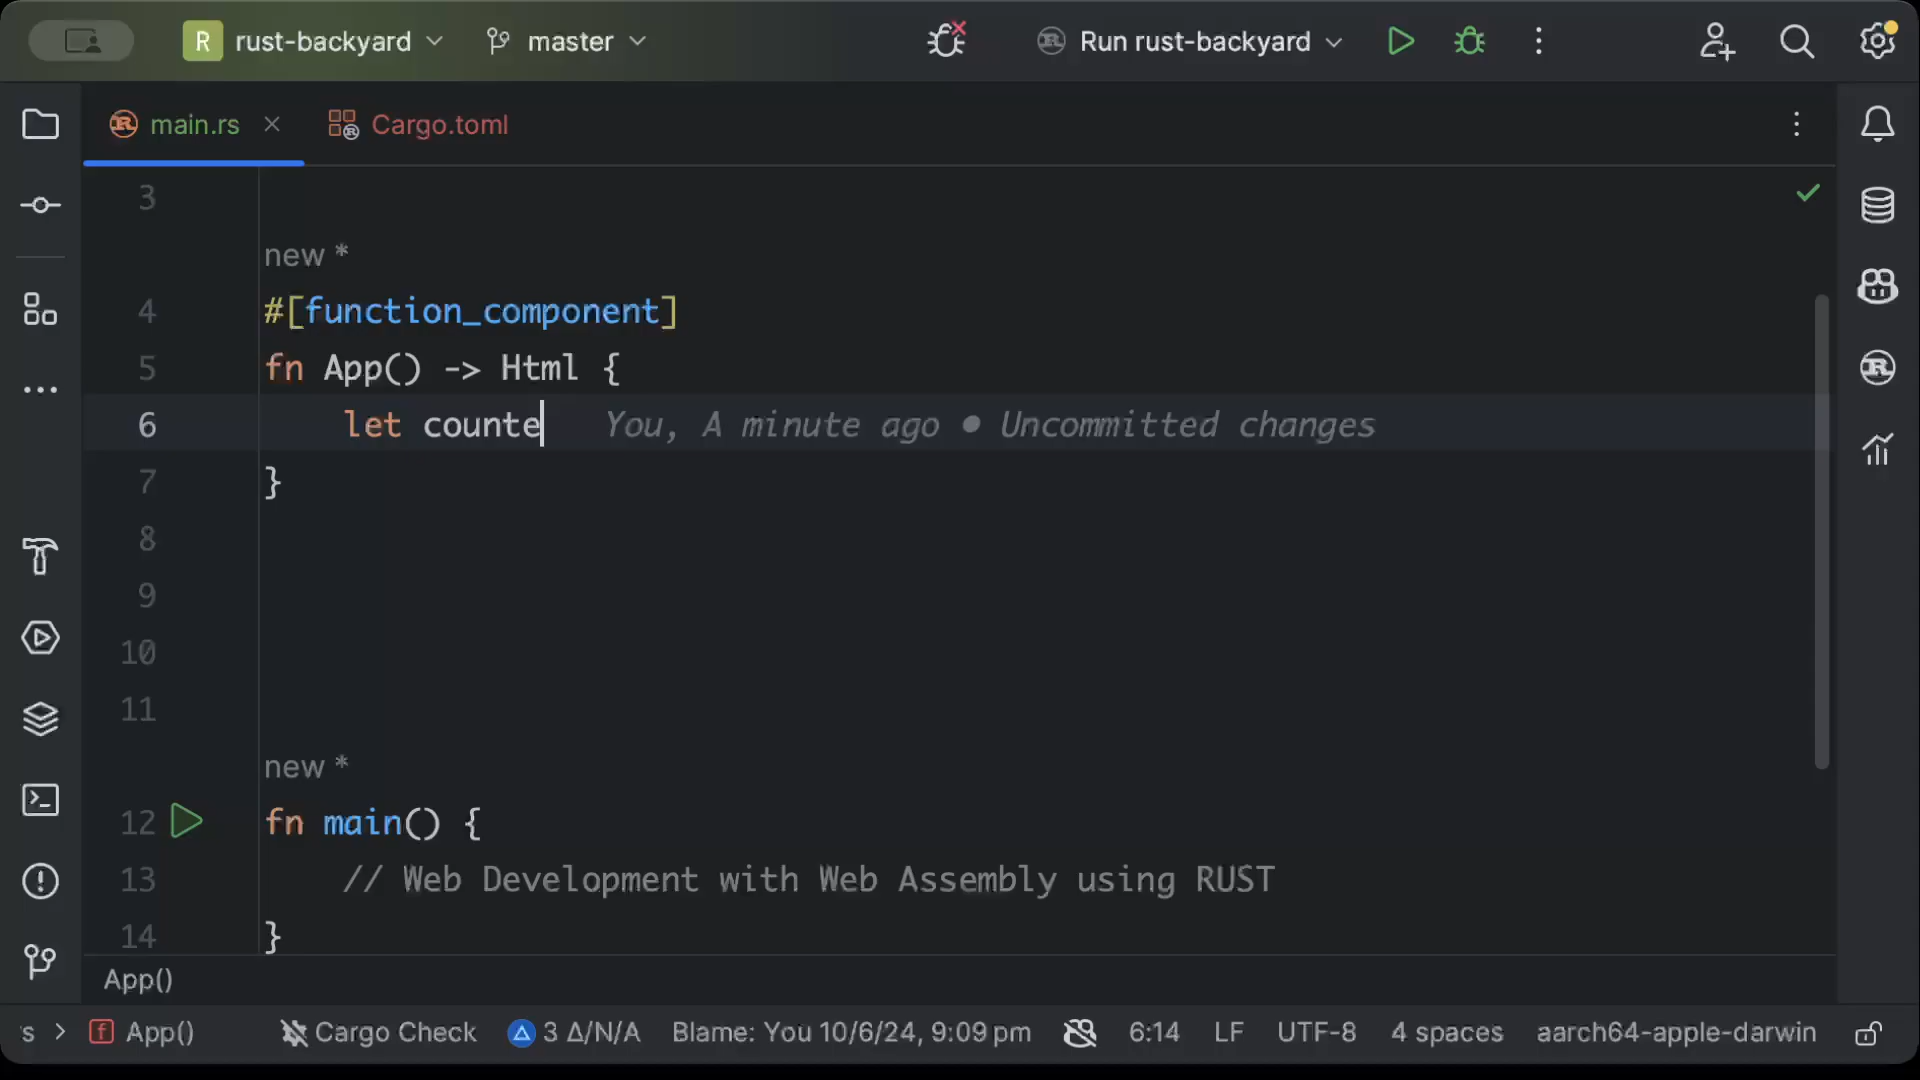 R rust-backyard master Run rust-backyard
main.rs Cargo.toml
3
new *
4 #[function_component]
5 fn App() -> Html {
6 let counte You, A minute ago • Uncommitted changes
7 }
8
9
10
11
new *
12 fn main() {
13 // Web Development with Web Assembly using RUST
14 }
App()
s > f App() Cargo Check 3 Δ/N/A Blame: You 10/6/24, 9:09 pm 6:14 LF UTF-8 4 spaces aarch64-apple-darwin